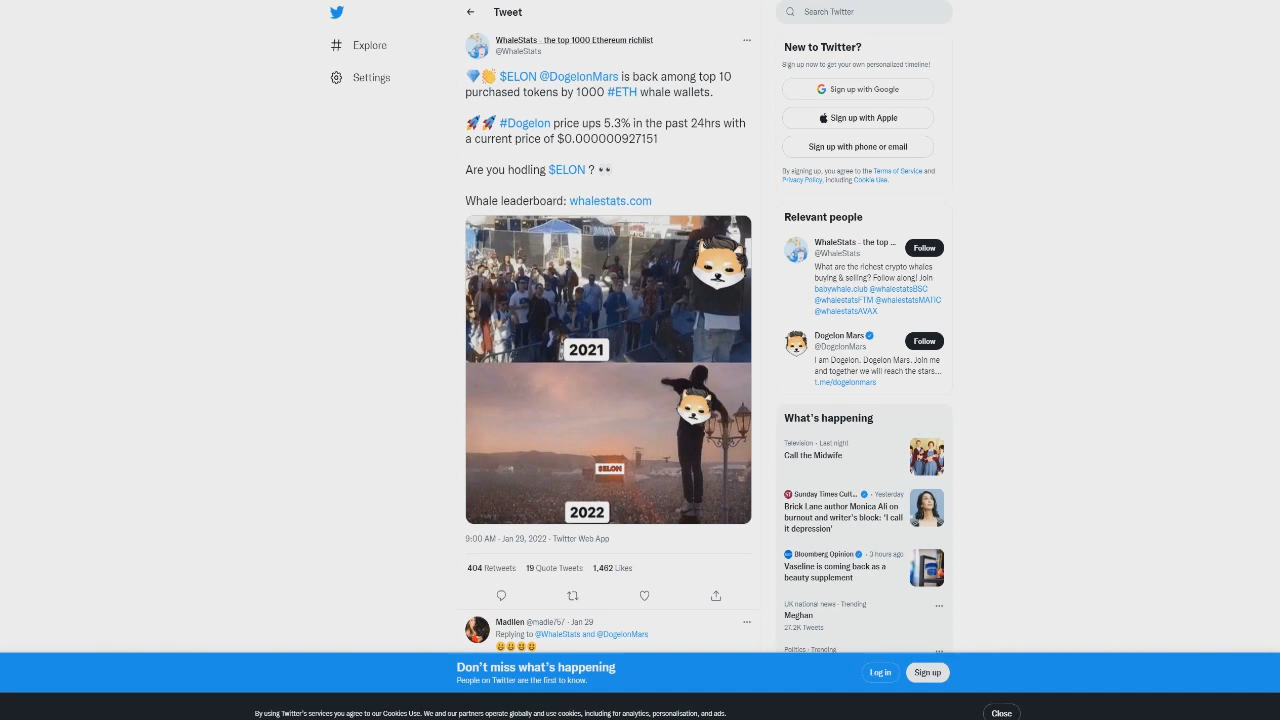 Tweet
Search Twitter
Explore
Settings
WhaleStats - the top 1000 Ethereum richlist
@WhaleStats
$ELON @DogelonMars is back among top 10
purchased tokens by 1000 #ETH whale wallets.
#Dogelon price ups 5.3% in the past 24hrs with
a current price of $0.000000927151
Are you hodling $ELON ?
Whale leaderboard: whalestats.com
2021
$ELON
2022
9:00 AM · Jan 29, 2022 · Twitter Web App
404 Retweets 19 Quote Tweets 1,462 Likes
Madilen @madle757 · Jan 29
Replying to @WhaleStats and @DogelonMars
New to Twitter?
Sign up now to get your own personalized timeline!
Sign up with Google
Sign up with Apple
Sign up with phone or email
By signing up, you agree to the Terms of Service and
Privacy Policy, including Cookie Use.
Relevant people
WhaleStats - the top ...
Follow
@WhaleStats
What are the richest crypto whales
buying & selling? Follow along! Join
babywhale.club @whalestatsBSC
@whalestatsFTM @whalestatsMATIC
@whalestatsAVAX
Dogelon Mars
Follow
@DogelonMars
I am Dogelon. Dogelon Mars. Join me
and together we will reach the stars...
t.me/dogelonmars
What's happening
Television · Last night
Call the Midwife
Sunday Times Cult... · Yesterday
Brick Lane author Monica Ali on
burnout and writer's block: 'I call
it depression'
Bloomberg Opinion · 3 hours ago
Vaseline is coming back as a
beauty supplement
UK national news · Trending
Meghan
27.2K Tweets
Politics · Trending
Don't miss what's happening
People on Twitter are the first to know.
Log in
Sign up
By using Twitter's services you agree to our Cookies Use. We and our partners operate globally and use cookies, including for analytics, personalisation, and ads.
Close